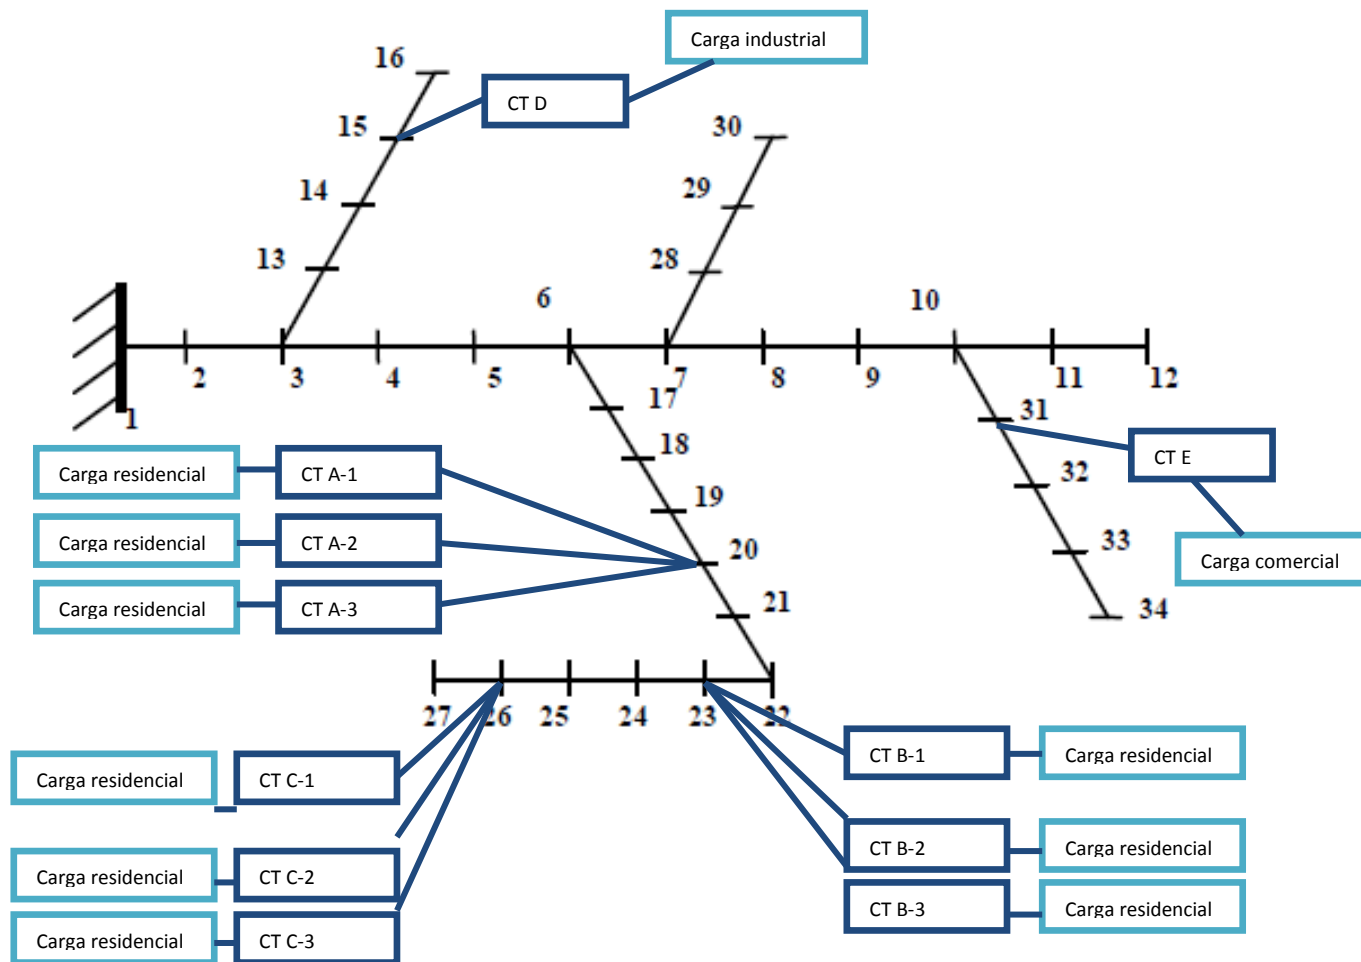 Carga industrial
16
CT D
15
30
14
29
13
28
6
10
2
3
4
5
7
8
9
11
12
1
17
31
Carga residencial
CT A-1
18
CT E
32
19
Carga residencial
CT A-2
33
Carga comercial
20
Carga residencial
CT A-3
21
34
27
26
25
24
23
22
CT B-1
Carga residencial
Carga residencial
CT C-1
CT B-2
Carga residencial
Carga residencial
CT C-2
CT B-3
Carga residencial
Carga residencial
CT C-3